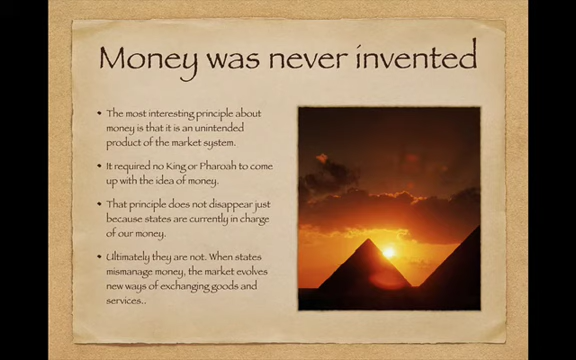 Money was never invented
• The most interesting principle about
money is that it is an unintended
product of the market system.
• It required no King or Pharoah to come
up with the idea of money.
• That principle does not disappear just
because states are currently in charge
of our money.
• Ultimately they are not. When states
mismanage money, the market evolves
new ways of exchanging goods and
services..